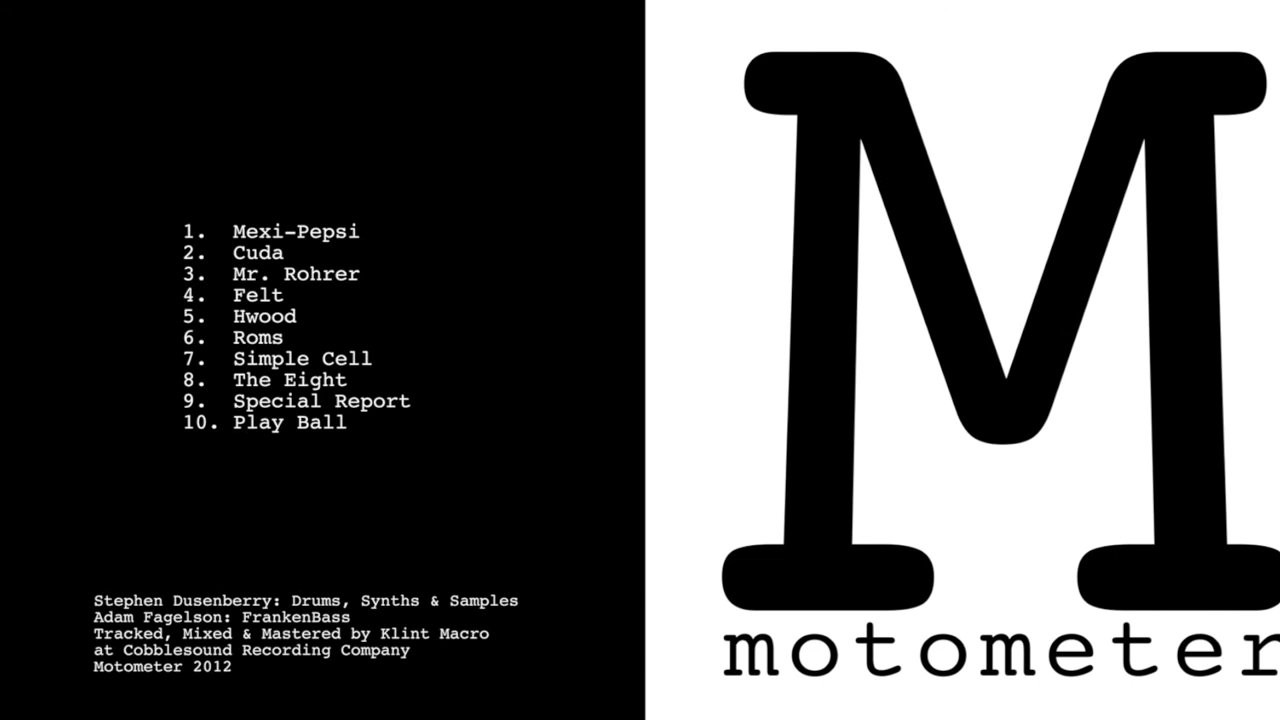 1. Mexi-Pepsi
2. Cuda
3. Mr. Rohrer
4. Felt
5. Hwood
6. Roms
7. Simple Cell
8. The Eight
9. Special Report
10. Play Ball
Stephen Dusenberry: Drums, Synths & Samples
Adam Fagelson: FrankenBass
Tracked, Mixed & Mastered by Klint Macro
at Cobblesound Recording Company
Motometer 2012
M
motometer